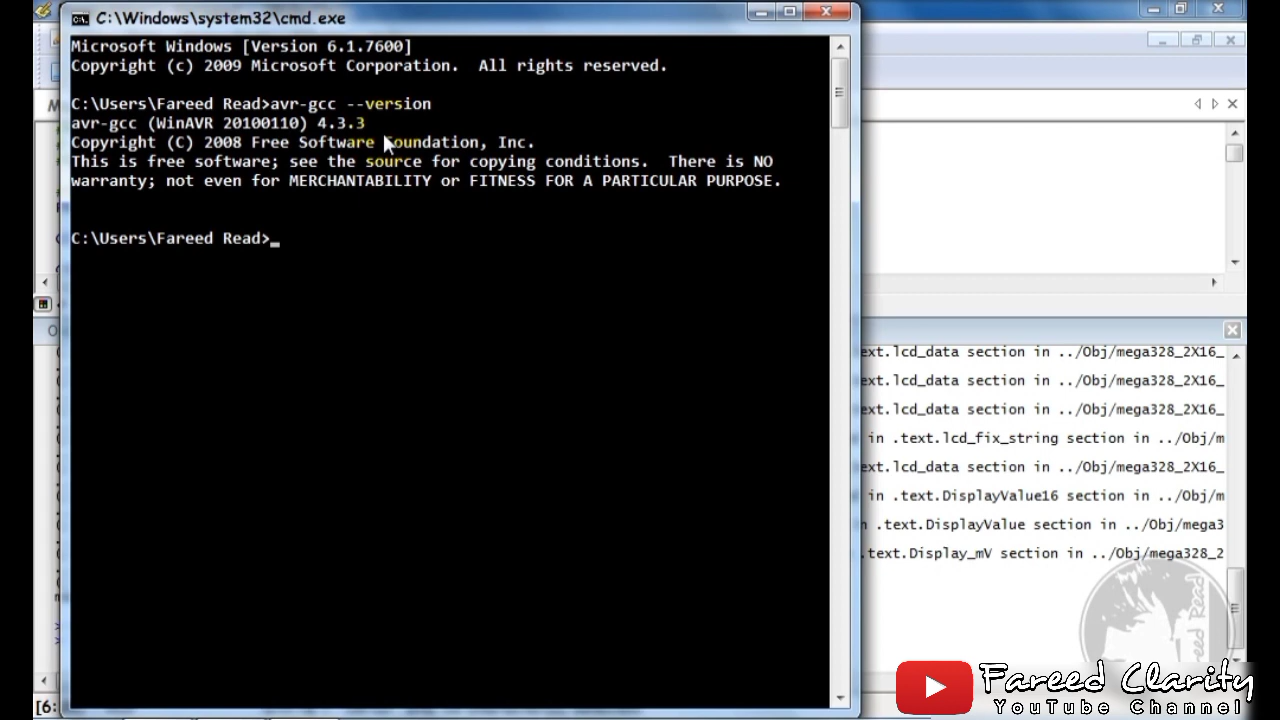 C:\Windows\system32\cmd.exe
Microsoft Windows [Version 6.1.7600]
Copyright (c) 2009 Microsoft Corporation.  All rights reserved.
C:\Users\Fareed Read>avr-gcc --version
avr-gcc (WinAVR 20100110) 4.3.3
Copyright (C) 2008 Free Software Foundation, Inc.
This is free software; see the source for copying conditions.  There is NO
warranty; not even for MERCHANTABILITY or FITNESS FOR A PARTICULAR PURPOSE.
C:\Users\Fareed Read>_
ext.lcd_data section in ../Obj/mega328_2X16_
ext.lcd_data section in ../Obj/mega328_2X16_
ext.lcd_data section in ../Obj/mega328_2X16_
in .text.lcd_fix_string section in ../Obj/m
ext.lcd_data section in ../Obj/mega328_2X16_
in .text.DisplayValue16 section in ../Obj/m
n .text.DisplayValue section in ../Obj/mega3
.text.Display_mV section in ../Obj/mega328_2
Fareed Read
[6:
Fareed Clarity
YouTube Channel